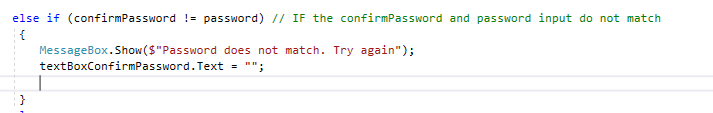 else if (confirmPassword != password) // IF the confirmPassword and password input do not match
{
MessageBox.Show($"Password does not match. Try again");
textBoxConfirmPassword.Text = "";
}